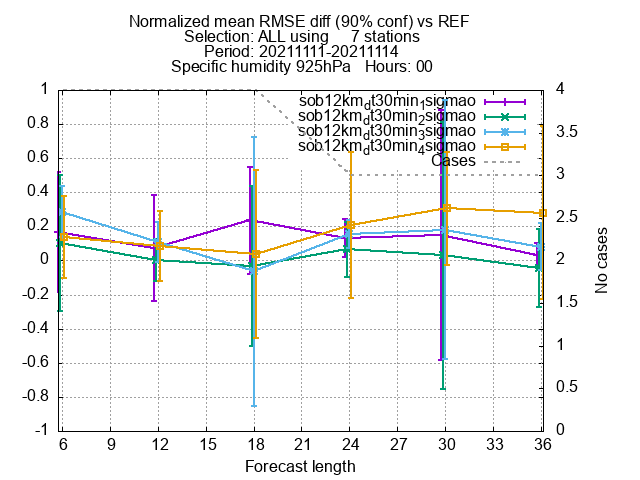 Normalized mean RMSE diff (90% conf) vs REF
Selection: ALL using 7 stations
Period: 20211111-20211114
Specific humidity 925hPa Hours: 00
sob12km_dt30min_1sigmao
sob12km_dt30min_2sigmao
sob12km_dt30min_3sigmao
sob12km_dt30min_4sigmao
Cases
1
0.8
0.6
0.4
0.2
0
-0.2
-0.4
-0.6
-0.8
-1
4
3.5
3
2.5
2
1.5
1
0.5
0
No cases
6 9 12 15 18 21 24 27 30 33 36
Forecast length